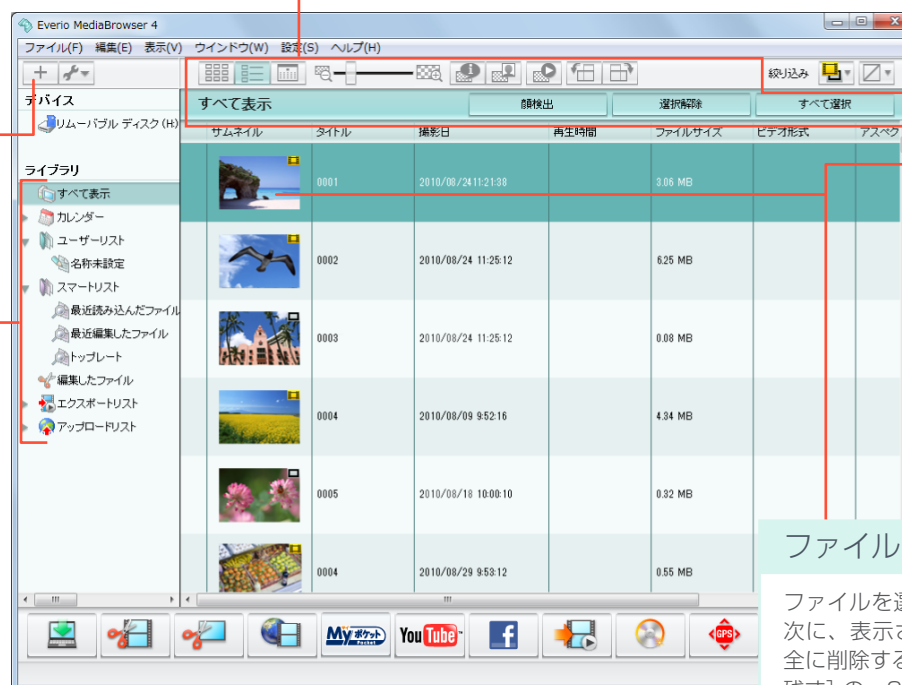 Everio MediaBrowser 4
ファイル(F) 編集(E) 表示(V) ウインドウ(W) 設定(S) ヘルプ(H)
絞り込み
デバイス
リムーバブル ディスク (H)
ライブラリ
すべて表示
カレンダー
ユーザーリスト
名称未設定
スマートリスト
最近読み込んだファイル
最近編集したファイル
トップレート
編集したファイル
エクスポートリスト
アップロードリスト
すべて表示 顔検出 選択解除 すべて選択
サムネイル タイトル 撮影日 再生時間 ファイルサイズ ビデオ形式 アスペク
0001 2010/08/24 11:21:38 3.06 MB
0002 2010/08/24 11:25:12 6.25 MB
0003 2010/08/24 11:25:12 0.08 MB
0004 2010/08/09 9:52:16 4.34 MB
0005 2010/08/18 10:00:10 0.32 MB
0004 2010/08/29 9:53:12 0.55 MB
Myポケット Pocket YouTube f GPS
ファイル
ファイルを選
次に、表示さ
全に削除する